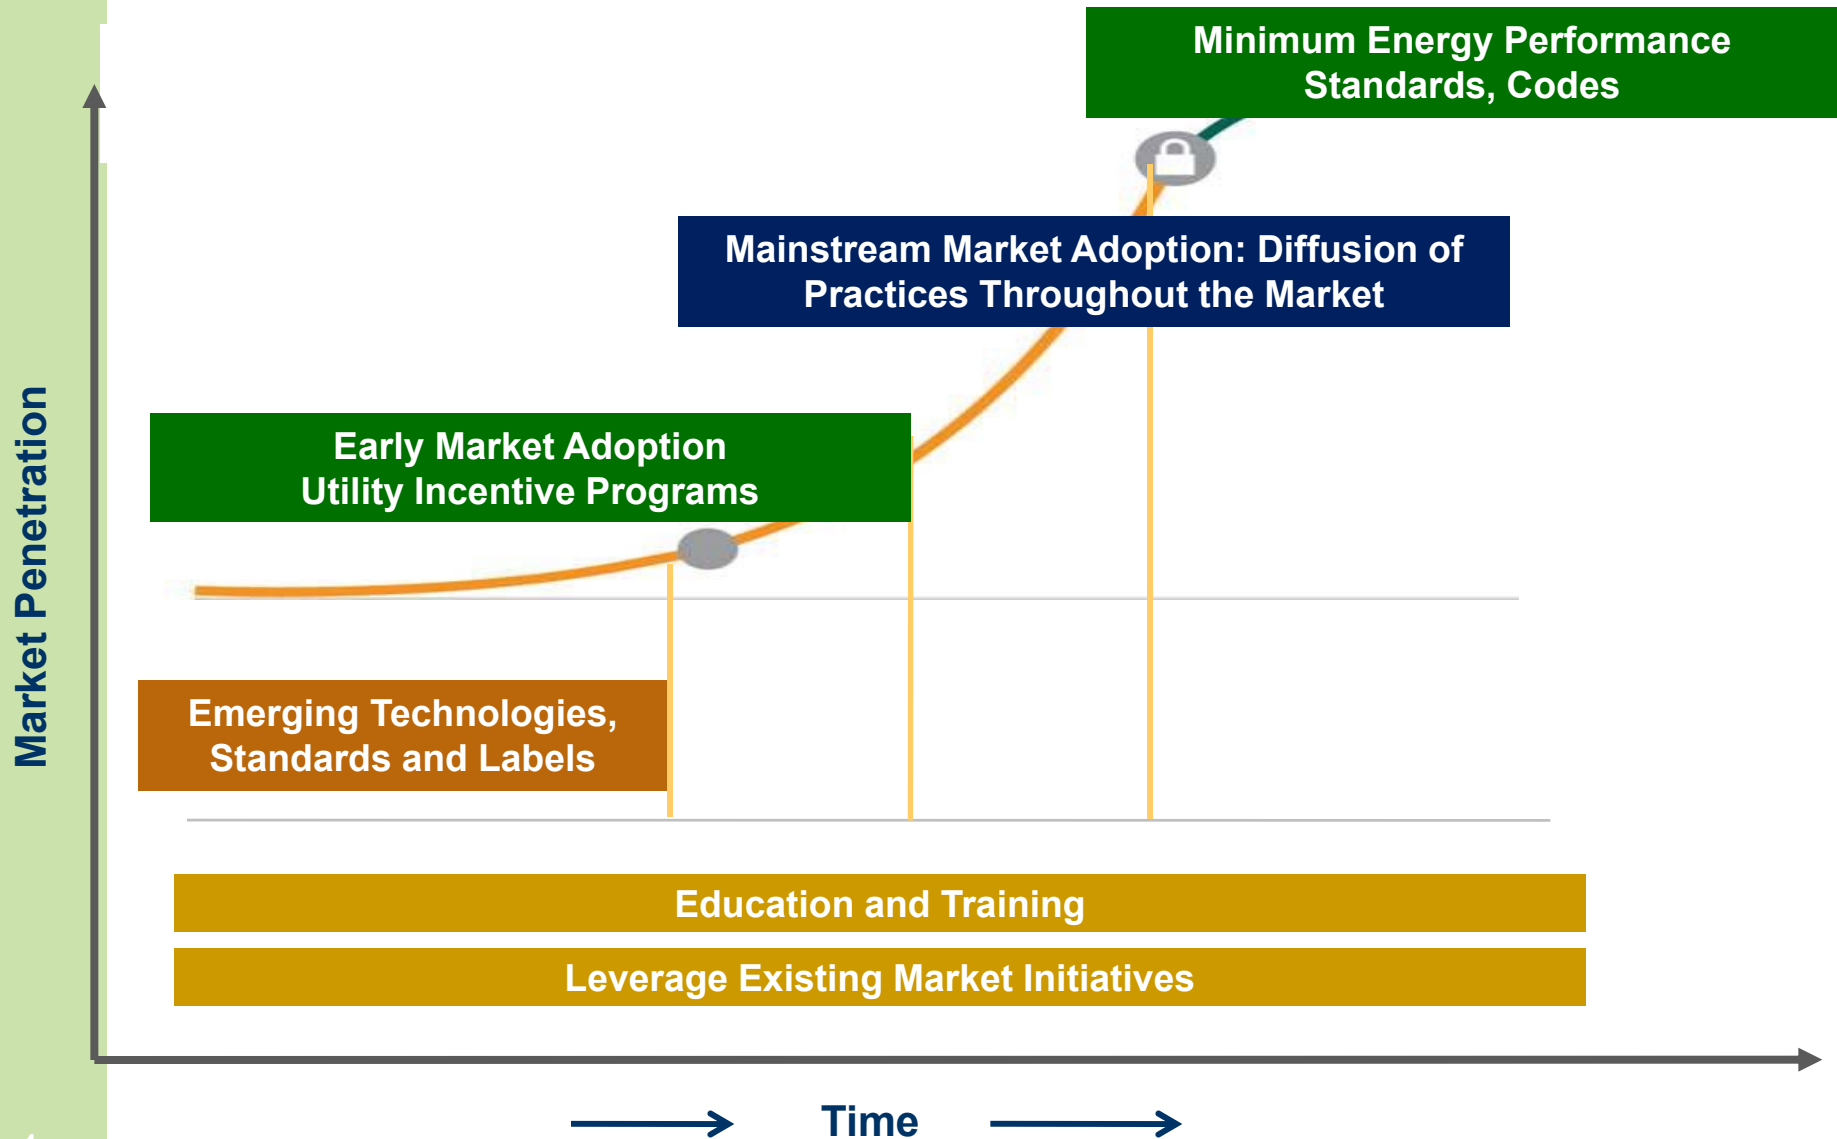 Minimum Energy Performance
Standards, Codes
Mainstream Market Adoption: Diffusion of
Practices Throughout the Market
Early Market Adoption
Utility Incentive Programs
Market Penetration
Emerging Technologies,
Standards and Labels
Education and Training
Leverage Existing Market Initiatives
Time